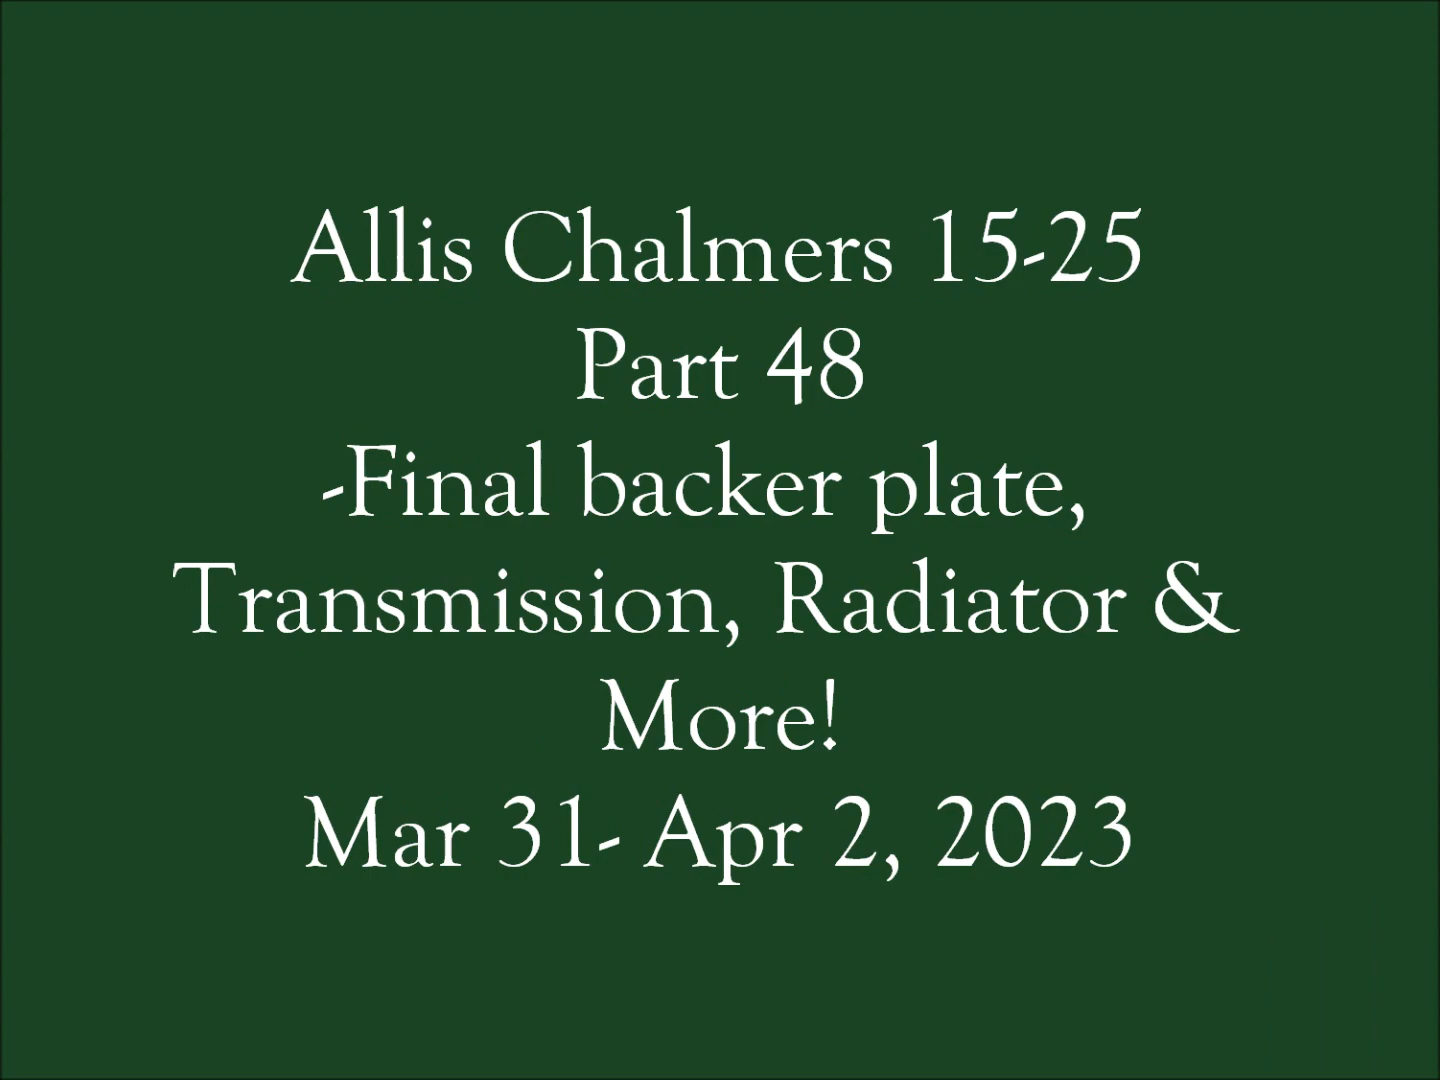 Allis Chalmers 15-25
Part 48
-Final backer plate,
Transmission, Radiator &
More!
Mar 31- Apr 2, 2023